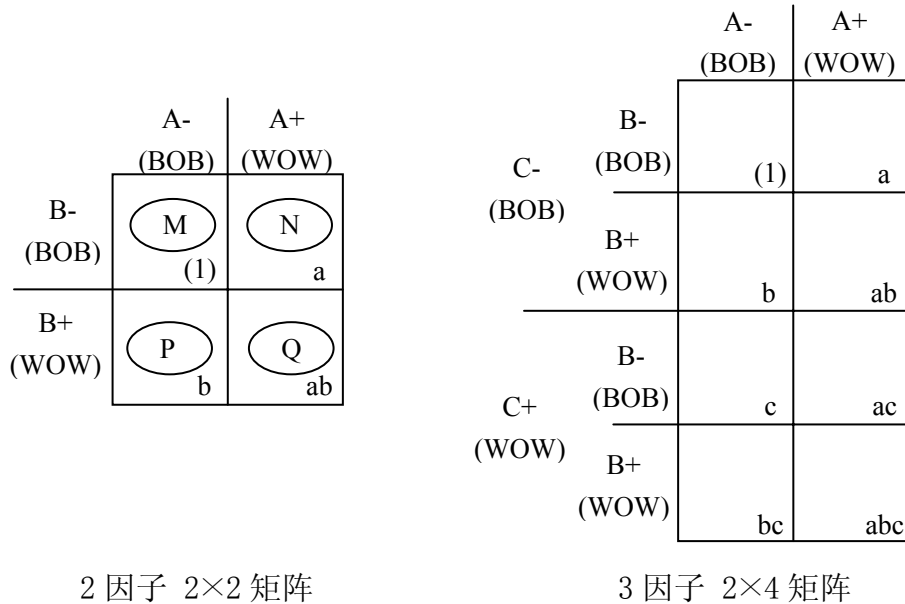 A- A+
(BOB) (WOW)
B-
(BOB)
M N
(1) a
B+
(WOW)
P Q
b ab
2 因子 2×2 矩阵
A- A+
(BOB) (WOW)
C-
(BOB)
B-
(BOB)
(1) a
B+
(WOW)
b ab
C+
(WOW)
B-
(BOB)
c ac
B+
(WOW)
bc abc
3 因子 2×4 矩阵